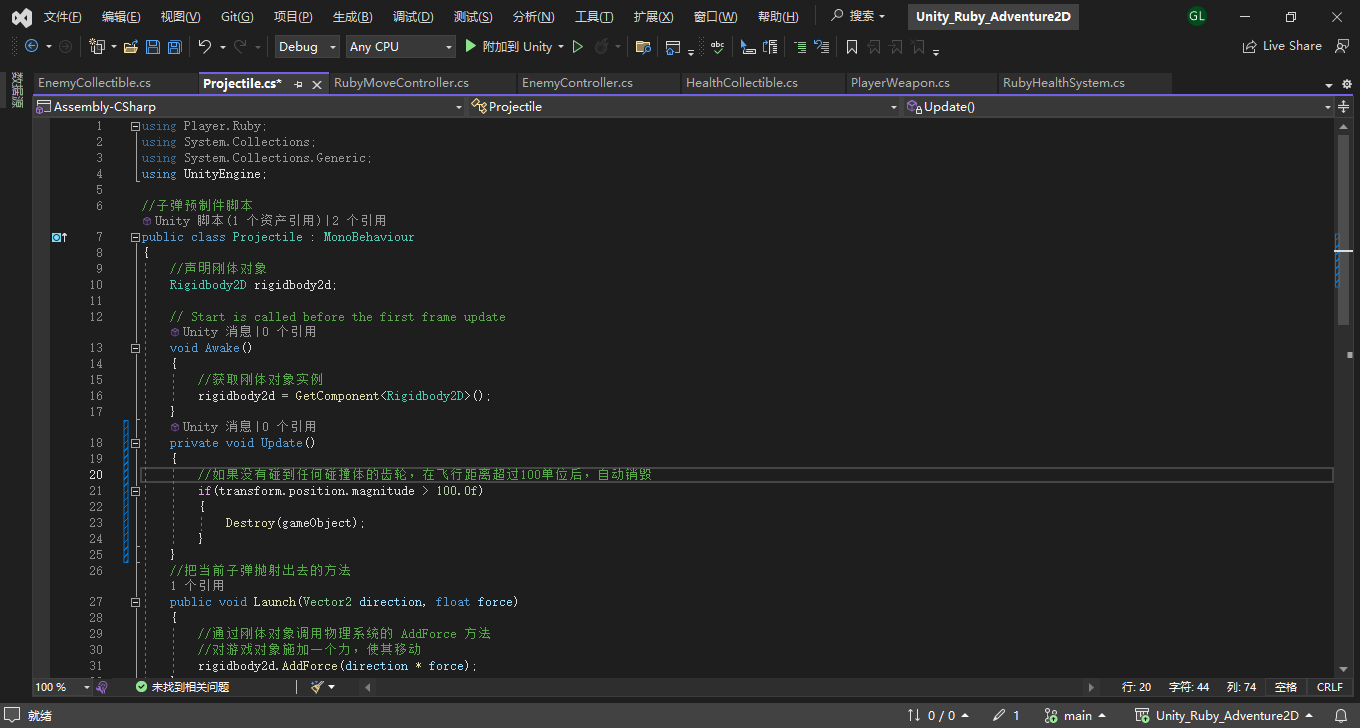 文件(F) 编辑(E) 视图(V) Git(G) 项目(P) 生成(B) 调试(D) 测试(S) 分析(N) 工具(T) 扩展(X) 窗口(W) 帮助(H) 搜索 Unity_Ruby_Adventure2D GL
Debug Any CPU 附加到 Unity Live Share
数据源
EnemyCollectible.cs Projectile.cs* RubyMoveController.cs EnemyController.cs HealthCollectible.cs PlayerWeapon.cs RubyHealthSystem.cs
Assembly-CSharp Projectile Update()
1 using Player.Ruby;
2 using System.Collections;
3 using System.Collections.Generic;
4 using UnityEngine;
5
6 //子弹预制件脚本
Unity 脚本(1 个资产引用)|2 个引用
7 public class Projectile : MonoBehaviour
8 {
9 //声明刚体对象
10 Rigidbody2D rigidbody2d;
11
12 // Start is called before the first frame update
Unity 消息|0 个引用
13 void Awake()
14 {
15 //获取刚体对象实例
16 rigidbody2d = GetComponent<Rigidbody2D>();
17 }
Unity 消息|0 个引用
18 private void Update()
19 {
20 //如果没有碰到任何碰撞体的齿轮，在飞行距离超过100单位后，自动销毁
21 if(transform.position.magnitude > 100.0f)
22 {
23 Destroy(gameObject);
24 }
25 }
26 //把当前子弹抛射出去的方法
1 个引用
27 public void Launch(Vector2 direction, float force)
28 {
29 //通过刚体对象调用物理系统的 AddForce 方法
30 //对游戏对象施加一个力，使其移动
31 rigidbody2d.AddForce(direction * force);
100 % 未找到相关问题 行: 20 字符: 44 列: 74 空格 CRLF
就绪 0 / 0 1 main Unity_Ruby_Adventure2D